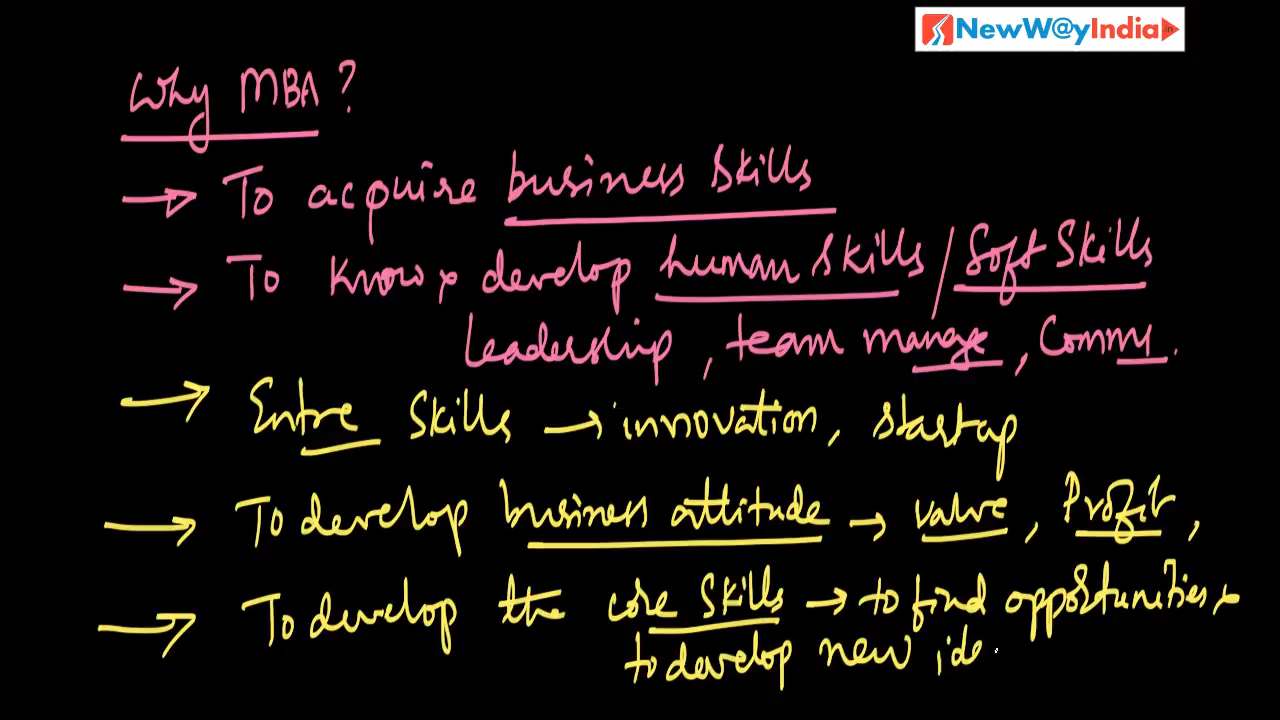 NewW@yIndia
Why MBA?
→ To acquire business skills
→ To know & develop human skills / Soft Skills
leadership, team manage, Comm
→ Entre skills → innovation, startup
→ To develop business attitude → value, Profit,
→ To develop the core skills → to find opportunities &
to develop new ide